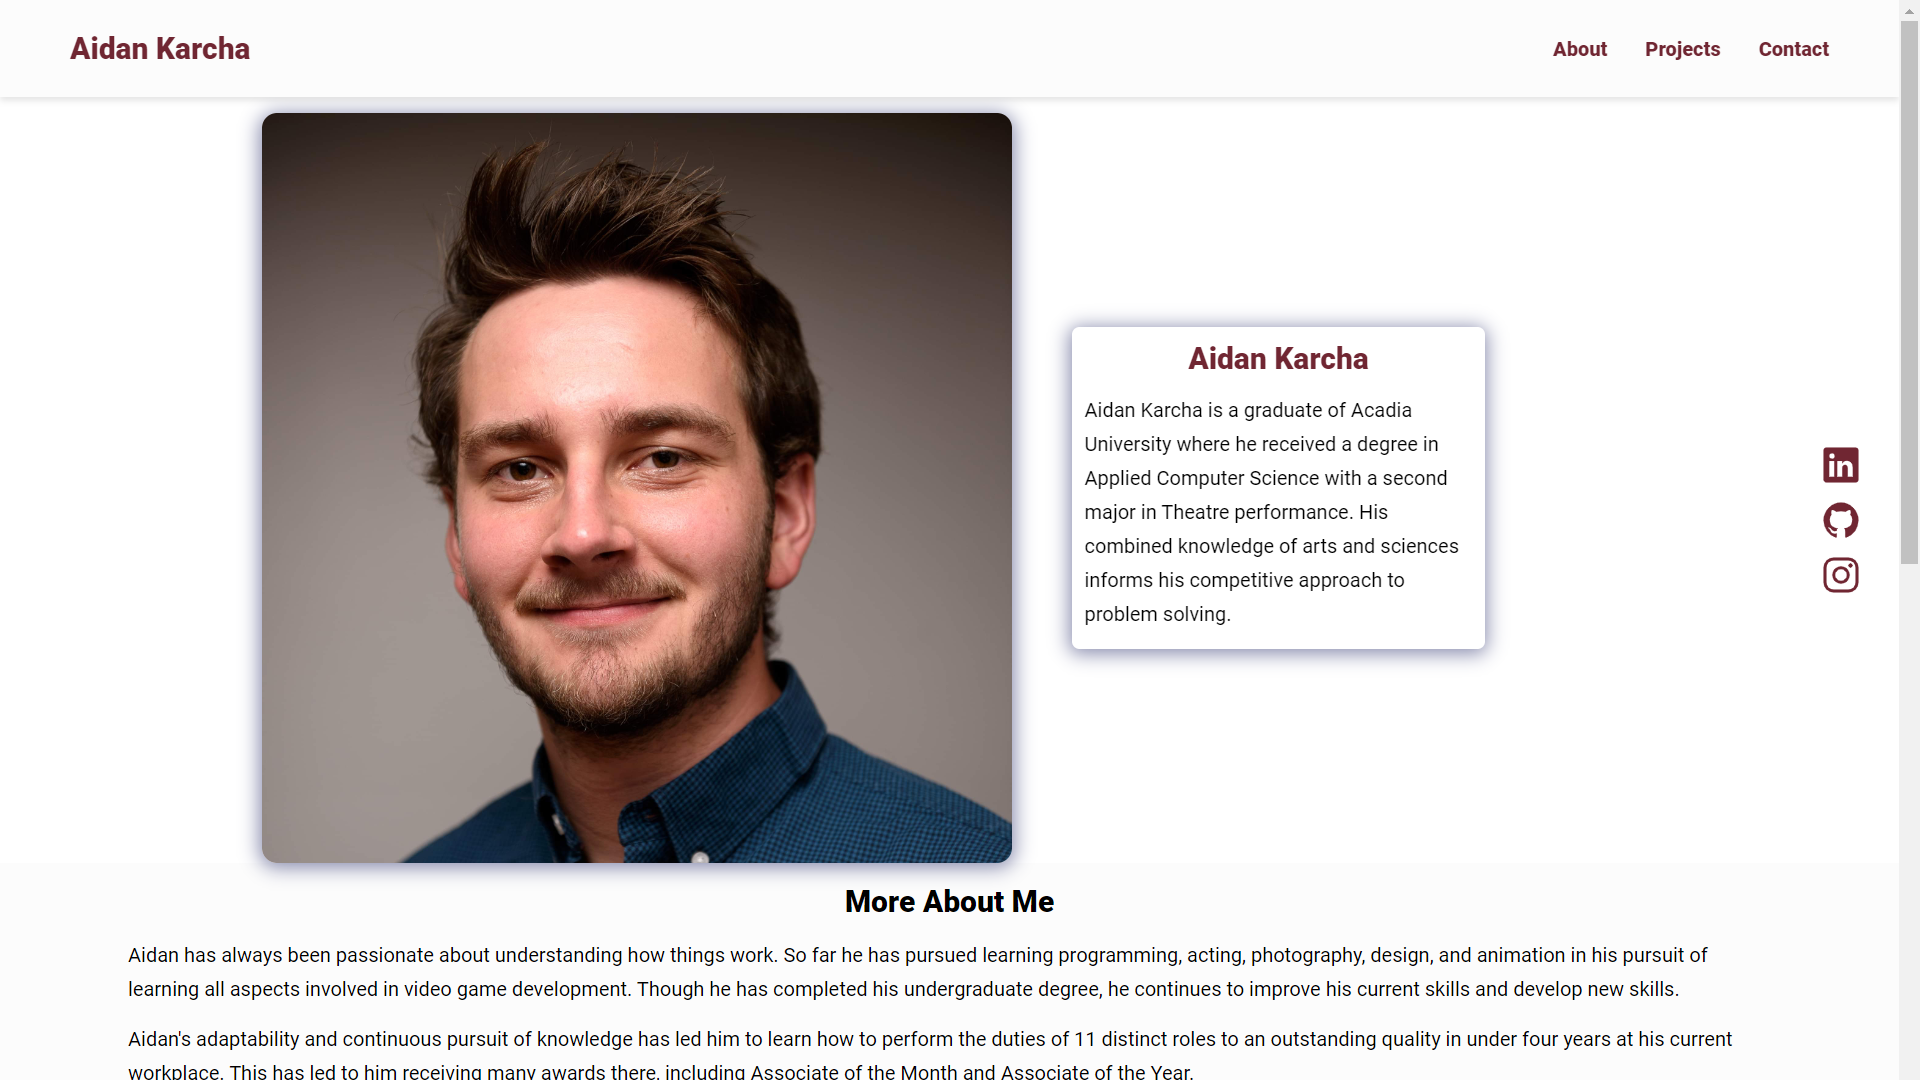 Aidan Karcha
About
Projects
Contact
Aidan Karcha
Aidan Karcha is a graduate of Acadia
University where he received a degree in
Applied Computer Science with a second
major in Theatre performance. His
combined knowledge of arts and sciences
informs his competitive approach to
problem solving.
in
More About Me
Aidan has always been passionate about understanding how things work. So far he has pursued learning programming, acting, photography, design, and animation in his pursuit of
learning all aspects involved in video game development. Though he has completed his undergraduate degree, he continues to improve his current skills and develop new skills.
Aidan's adaptability and continuous pursuit of knowledge has led him to learn how to perform the duties of 11 distinct roles to an outstanding quality in under four years at his current
workplace. This has led to him receiving many awards there, including Associate of the Month and Associate of the Year.